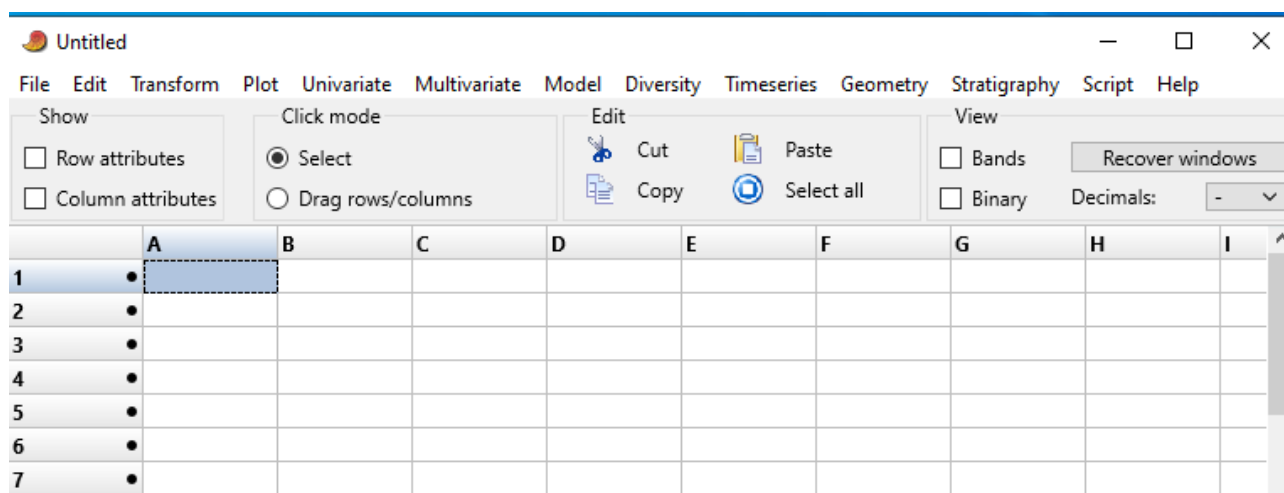 Untitled
File Edit Transform Plot Univariate Multivariate Model Diversity Timeseries Geometry Stratigraphy Script Help
Show Click mode Edit View
Row attributes Select Cut Paste Bands Recover windows
Column attributes Drag rows/columns Copy Select all Binary Decimals: -
A B C D E F G H I
1
2
3
4
5
6
7